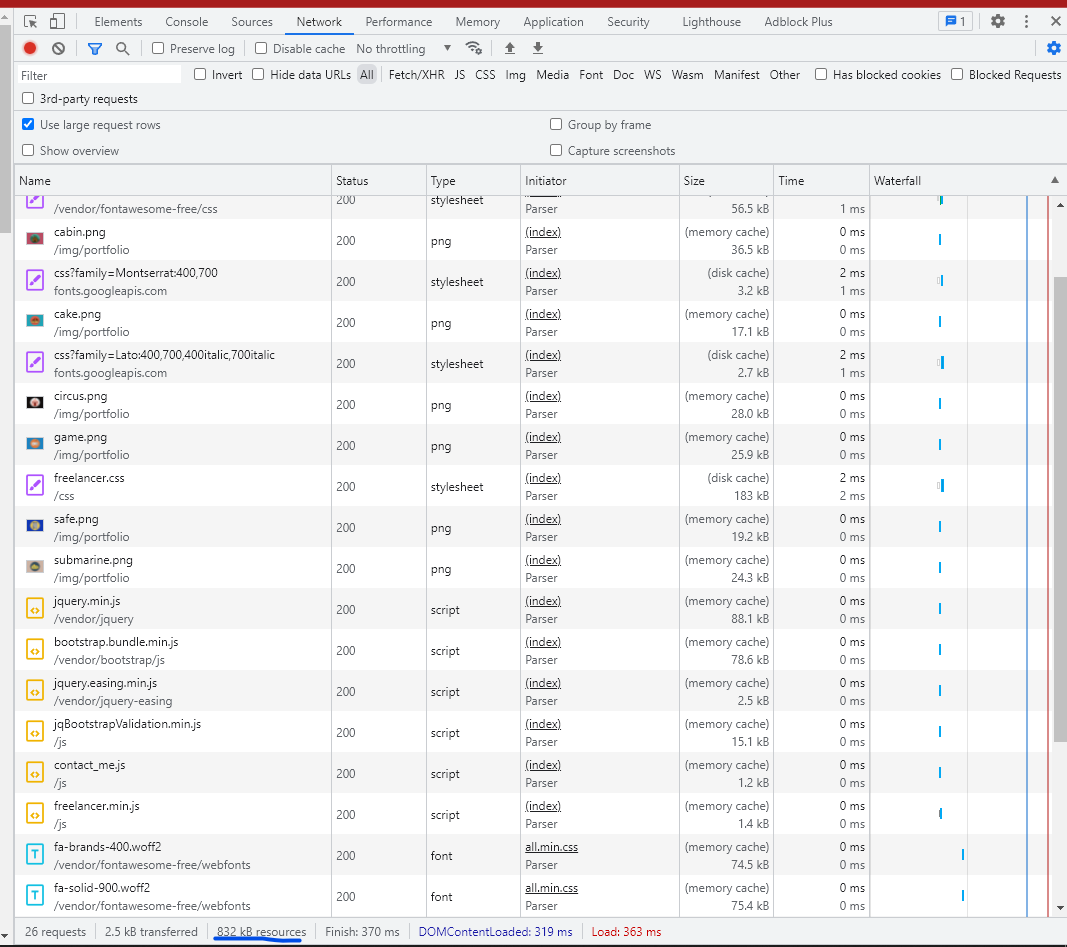 Elements Console Sources Network Performance Memory Application Security Lighthouse Adblock Plus 1
Preserve log Disable cache No throttling
Filter Invert Hide data URLs All Fetch/XHR JS CSS Img Media Font Doc WS Wasm Manifest Other Has blocked cookies Blocked Requests
3rd-party requests
Use large request rows Group by frame
Show overview Capture screenshots
Name Status Type Initiator Size Time Waterfall
200 stylesheet
/vendor/fontawesome-free/css Parser 56.5 kB 1 ms
cabin.png (index) (memory cache) 0 ms
200 png
/img/portfolio Parser 36.5 kB 0 ms
css?family=Montserrat:400,700 (index) (disk cache) 2 ms
200 stylesheet
fonts.googleapis.com Parser 3.2 kB 1 ms
cake.png (index) (memory cache) 0 ms
200 png
/img/portfolio Parser 17.1 kB 0 ms
css?family=Lato:400,700,400italic,700italic (index) (disk cache) 2 ms
200 stylesheet
fonts.googleapis.com Parser 2.7 kB 1 ms
circus.png (index) (memory cache) 0 ms
200 png
/img/portfolio Parser 28.0 kB 0 ms
game.png (index) (memory cache) 0 ms
200 png
/img/portfolio Parser 25.9 kB 0 ms
freelancer.css (index) (disk cache) 2 ms
200 stylesheet
/css Parser 183 kB 2 ms
safe.png (index) (memory cache) 0 ms
200 png
/img/portfolio Parser 19.2 kB 0 ms
submarine.png (index) (memory cache) 0 ms
200 png
/img/portfolio Parser 24.3 kB 0 ms
jquery.min.js (index) (memory cache) 0 ms
200 script
/vendor/jquery Parser 88.1 kB 0 ms
bootstrap.bundle.min.js (index) (memory cache) 0 ms
200 script
/vendor/bootstrap/js Parser 78.6 kB 0 ms
jquery.easing.min.js (index) (memory cache) 0 ms
200 script
/vendor/jquery-easing Parser 2.5 kB 0 ms
jqBootstrapValidation.min.js (index) (memory cache) 0 ms
200 script
/js Parser 15.1 kB 0 ms
contact_me.js (index) (memory cache) 0 ms
200 script
/js Parser 1.2 kB 0 ms
freelancer.min.js (index) (memory cache) 0 ms
200 script
/js Parser 1.4 kB 0 ms
fa-brands-400.woff2 all.min.css (memory cache) 0 ms
200 font
/vendor/fontawesome-free/webfonts Parser 74.5 kB 0 ms
fa-solid-900.woff2 all.min.css (memory cache) 0 ms
200 font
/vendor/fontawesome-free/webfonts Parser 75.4 kB 0 ms
26 requests 2.5 kB transferred 832 kB resources Finish: 370 ms DOMContentLoaded: 319 ms Load: 363 ms